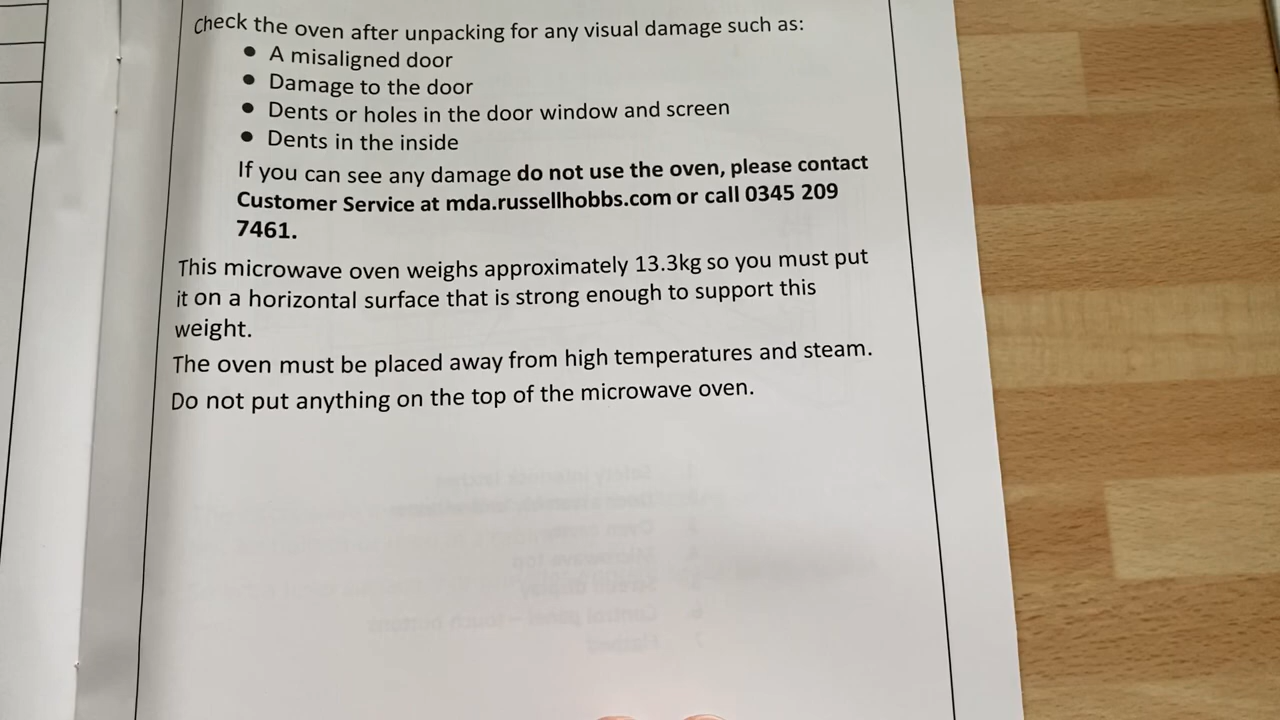 Check the oven after unpacking for any visual damage such as:
● A misaligned door
● Damage to the door
● Dents or holes in the door window and screen
● Dents in the inside
If you can see any damage do not use the oven, please contact
Customer Service at mda.russellhobbs.com or call 0345 209
7461.
This microwave oven weighs approximately 13.3kg so you must put
it on a horizontal surface that is strong enough to support this
weight.
The oven must be placed away from high temperatures and steam.
Do not put anything on the top of the microwave oven.